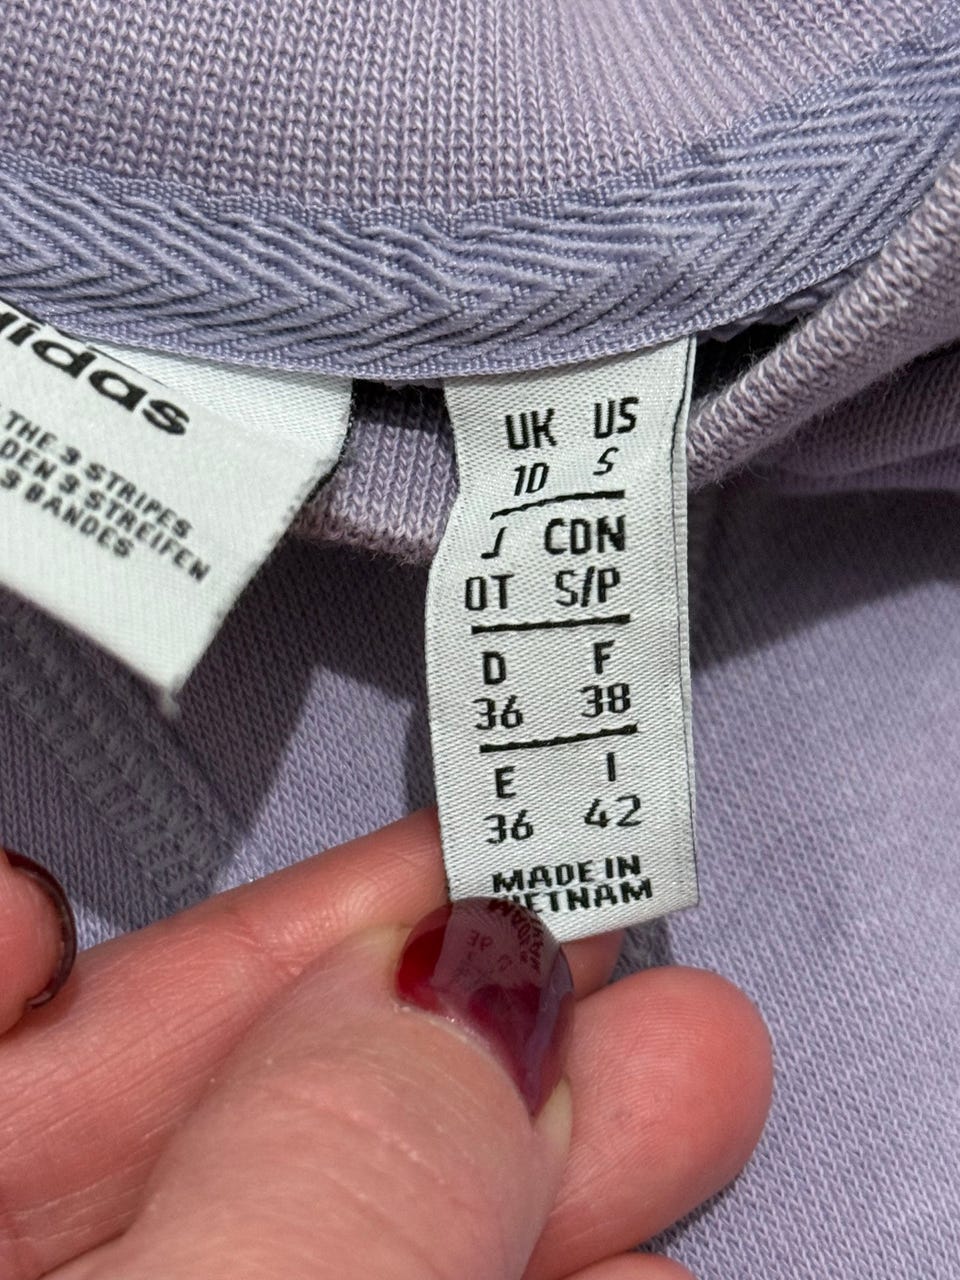 adidas
THE 3 STRIPES
DEN 3 STREIFEN
3 BANDES
UK US
10 S
J CDN
OT S/P
D F
36 38
E I
36 42
MADE IN
VIETNAM